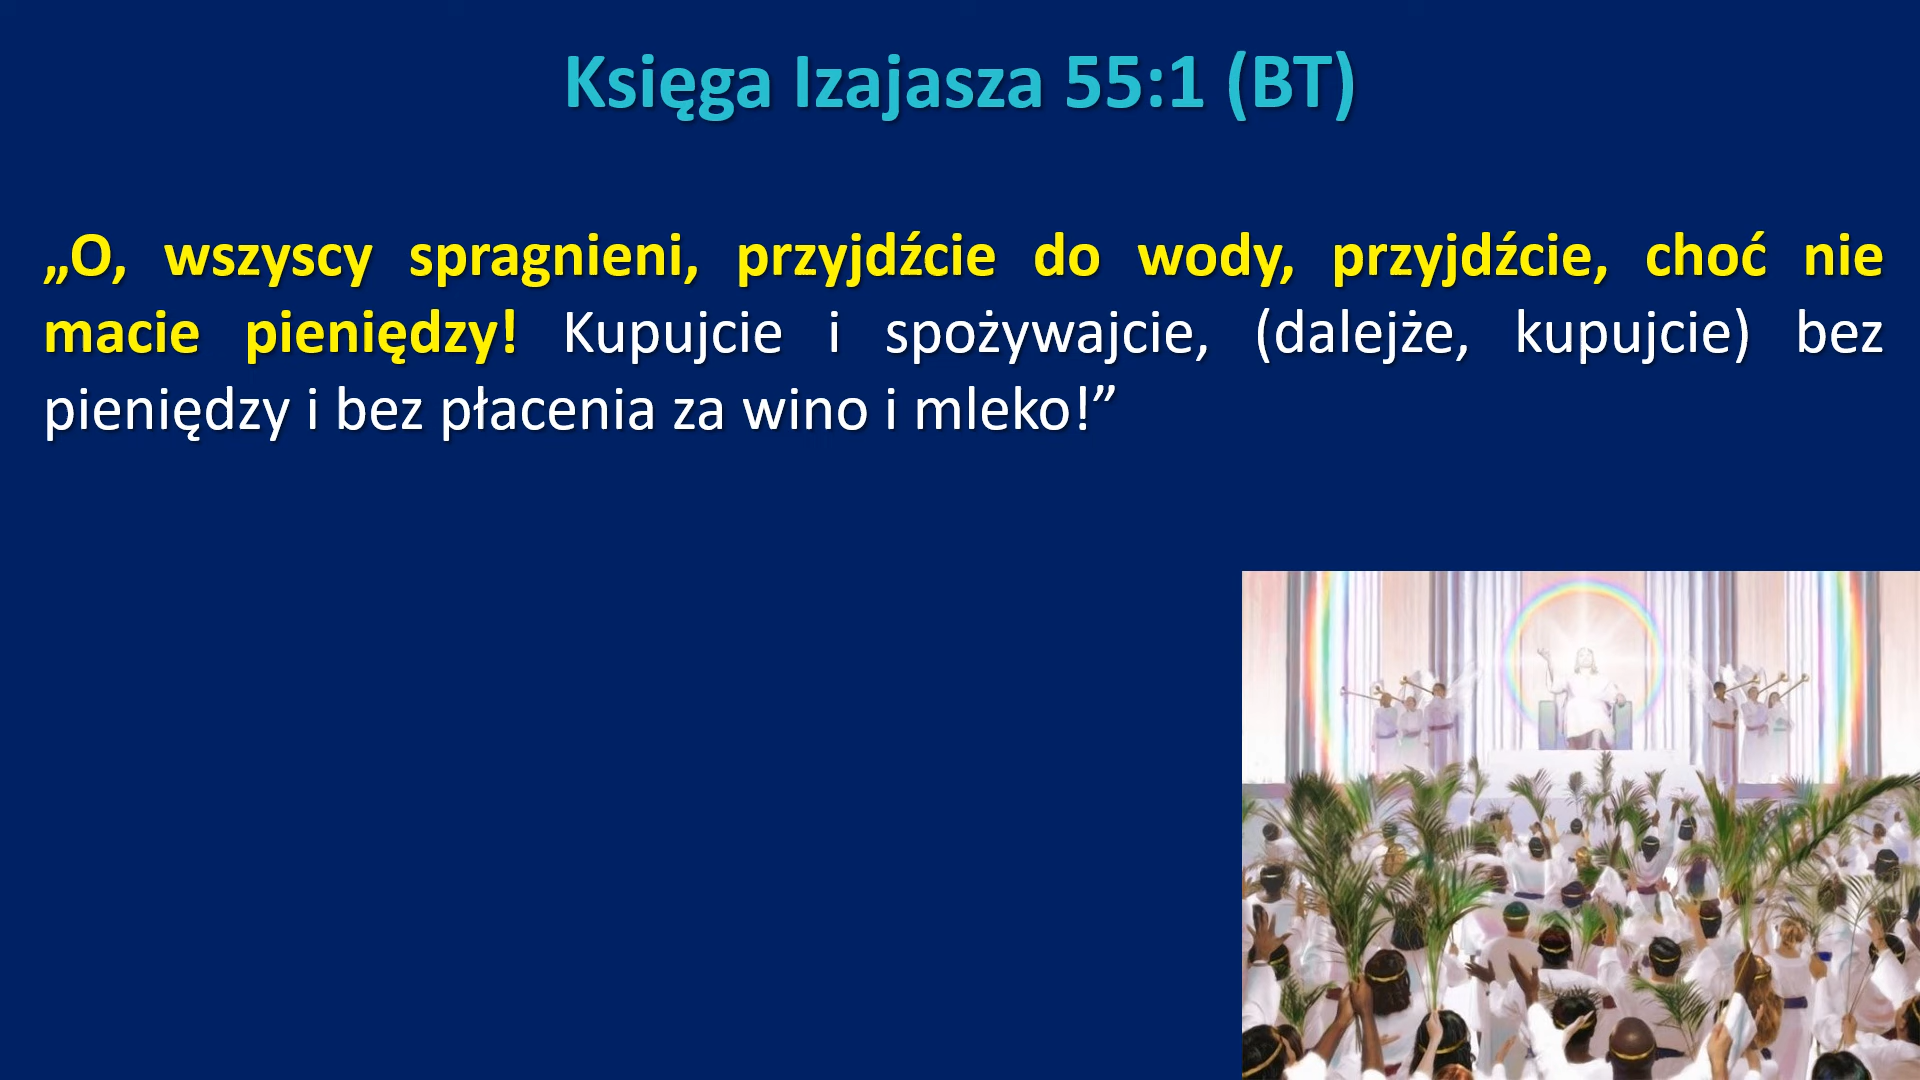 Księga Izajasza 55:1 (BT)
„O, wszyscy spragnieni, przyjdźcie do wody, przyjdźcie, choć nie
macie pieniędzy! Kupujcie i spożywajcie, (dalejże, kupujcie) bez
pieniędzy i bez płacenia za wino i mleko!”